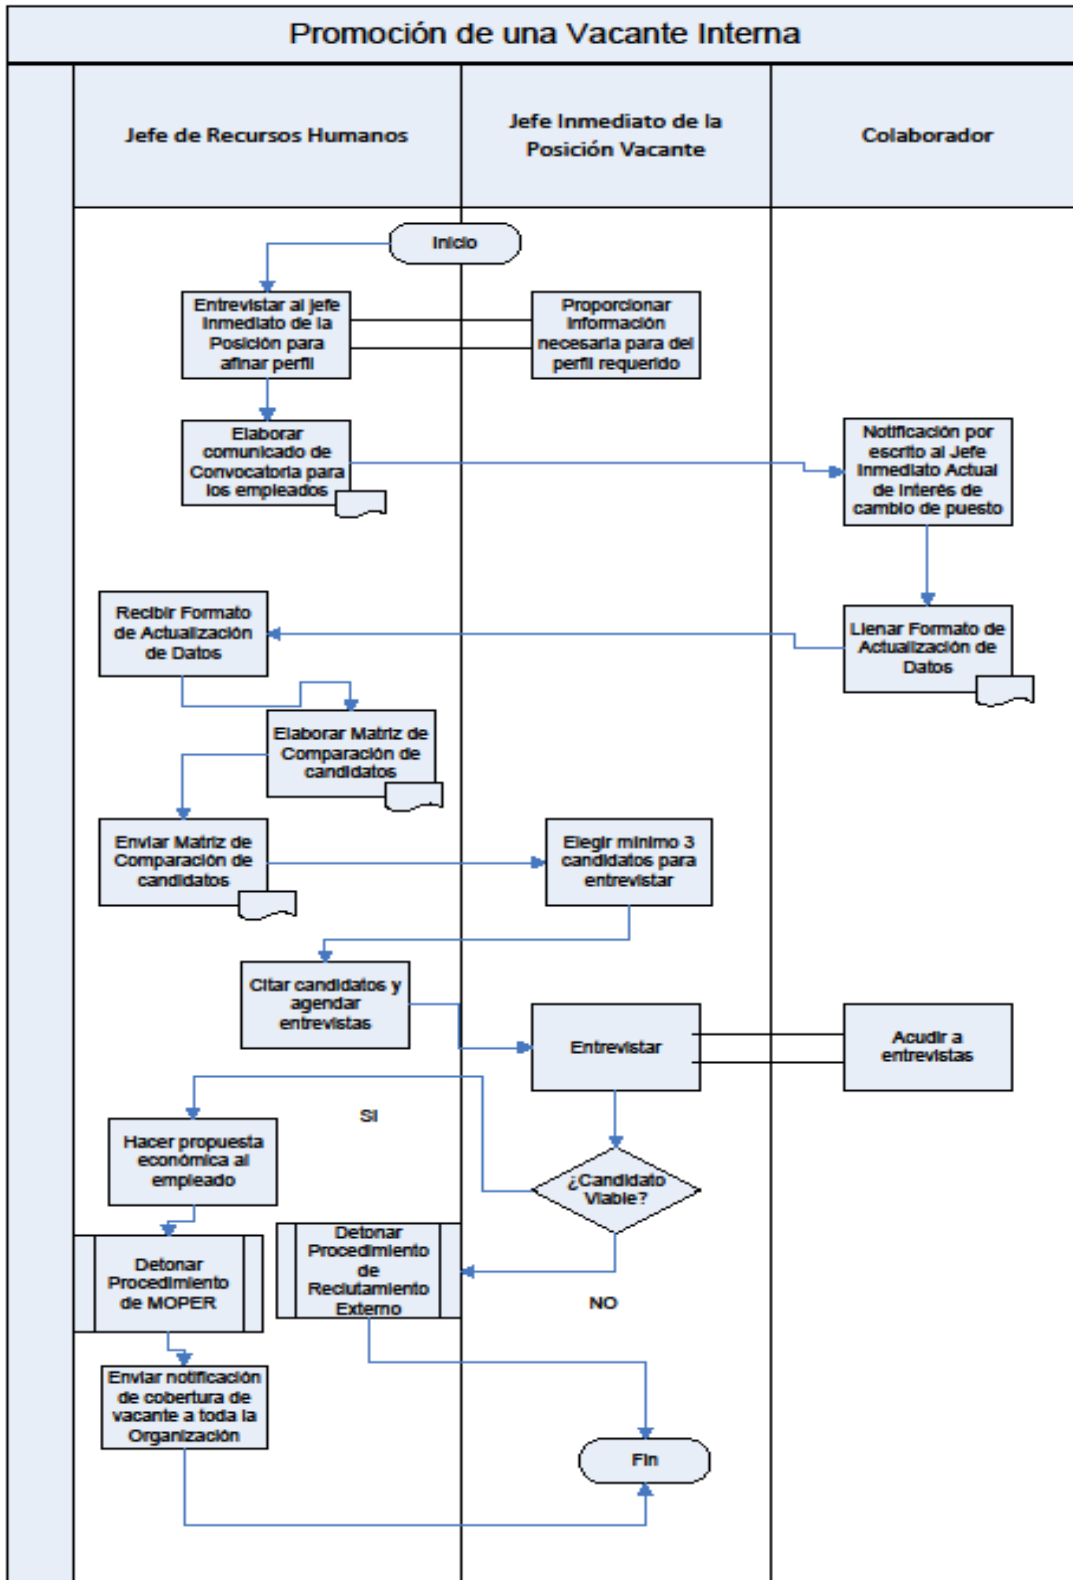 Promoción de una Vacante Interna
Jefe de Recursos Humanos
Jefe Inmediato de la
Posición Vacante
Colaborador
Inicio
Entrevistar al jefe
Inmediato de la
Posición para
afinar perfil
Proporcionar
Información
necesaria para del
perfil requerido
Elaborar
comunicado de
Convocatoria para
los empleados
Notificación por
escrito al Jefe
Inmediato Actual
de Interés de
cambio de puesto
Recibir Formato
de Actualización
de Datos
Llenar Formato de
Actualización de
Datos
Elaborar Matriz de
Comparación de
candidatos
Enviar Matriz de
Comparación de
candidatos
Elegir mínimo 3
candidatos para
entrevistar
Citar candidatos y
agendar
entrevistas
Entrevistar
Acudir a
entrevistas
SI
Hacer propuesta
económica al
empleado
¿Candidato
Viable?
Detonar
Procedimiento
de
Reclutamiento
Externo
Detonar
Procedimiento
de MOPER
NO
Enviar notificación
de cobertura de
vacante a toda la
Organización
Fin